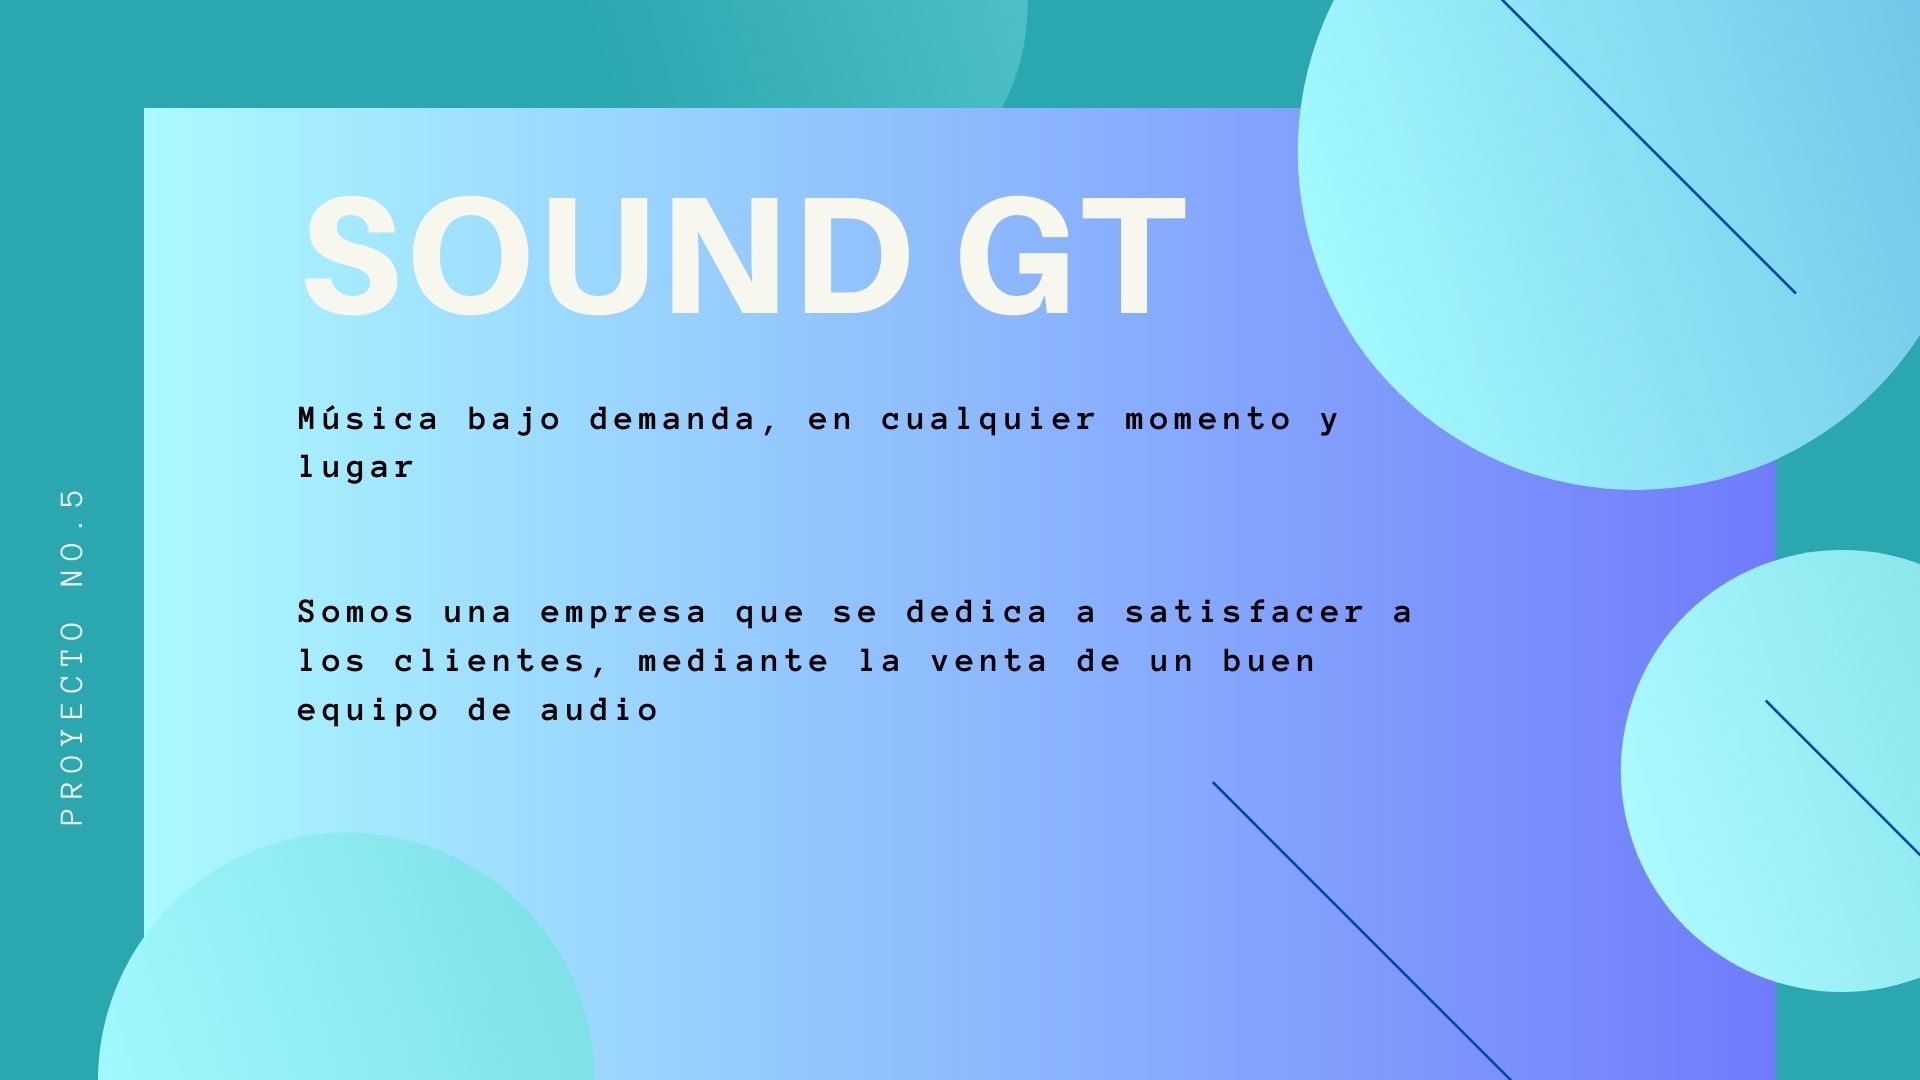 SOUND GT
Música bajo demanda, en cualquier momento y
lugar
Somos una empresa que se dedica a satisfacer a
los clientes, mediante la venta de un buen
equipo de audio
PROYECTO NO.5